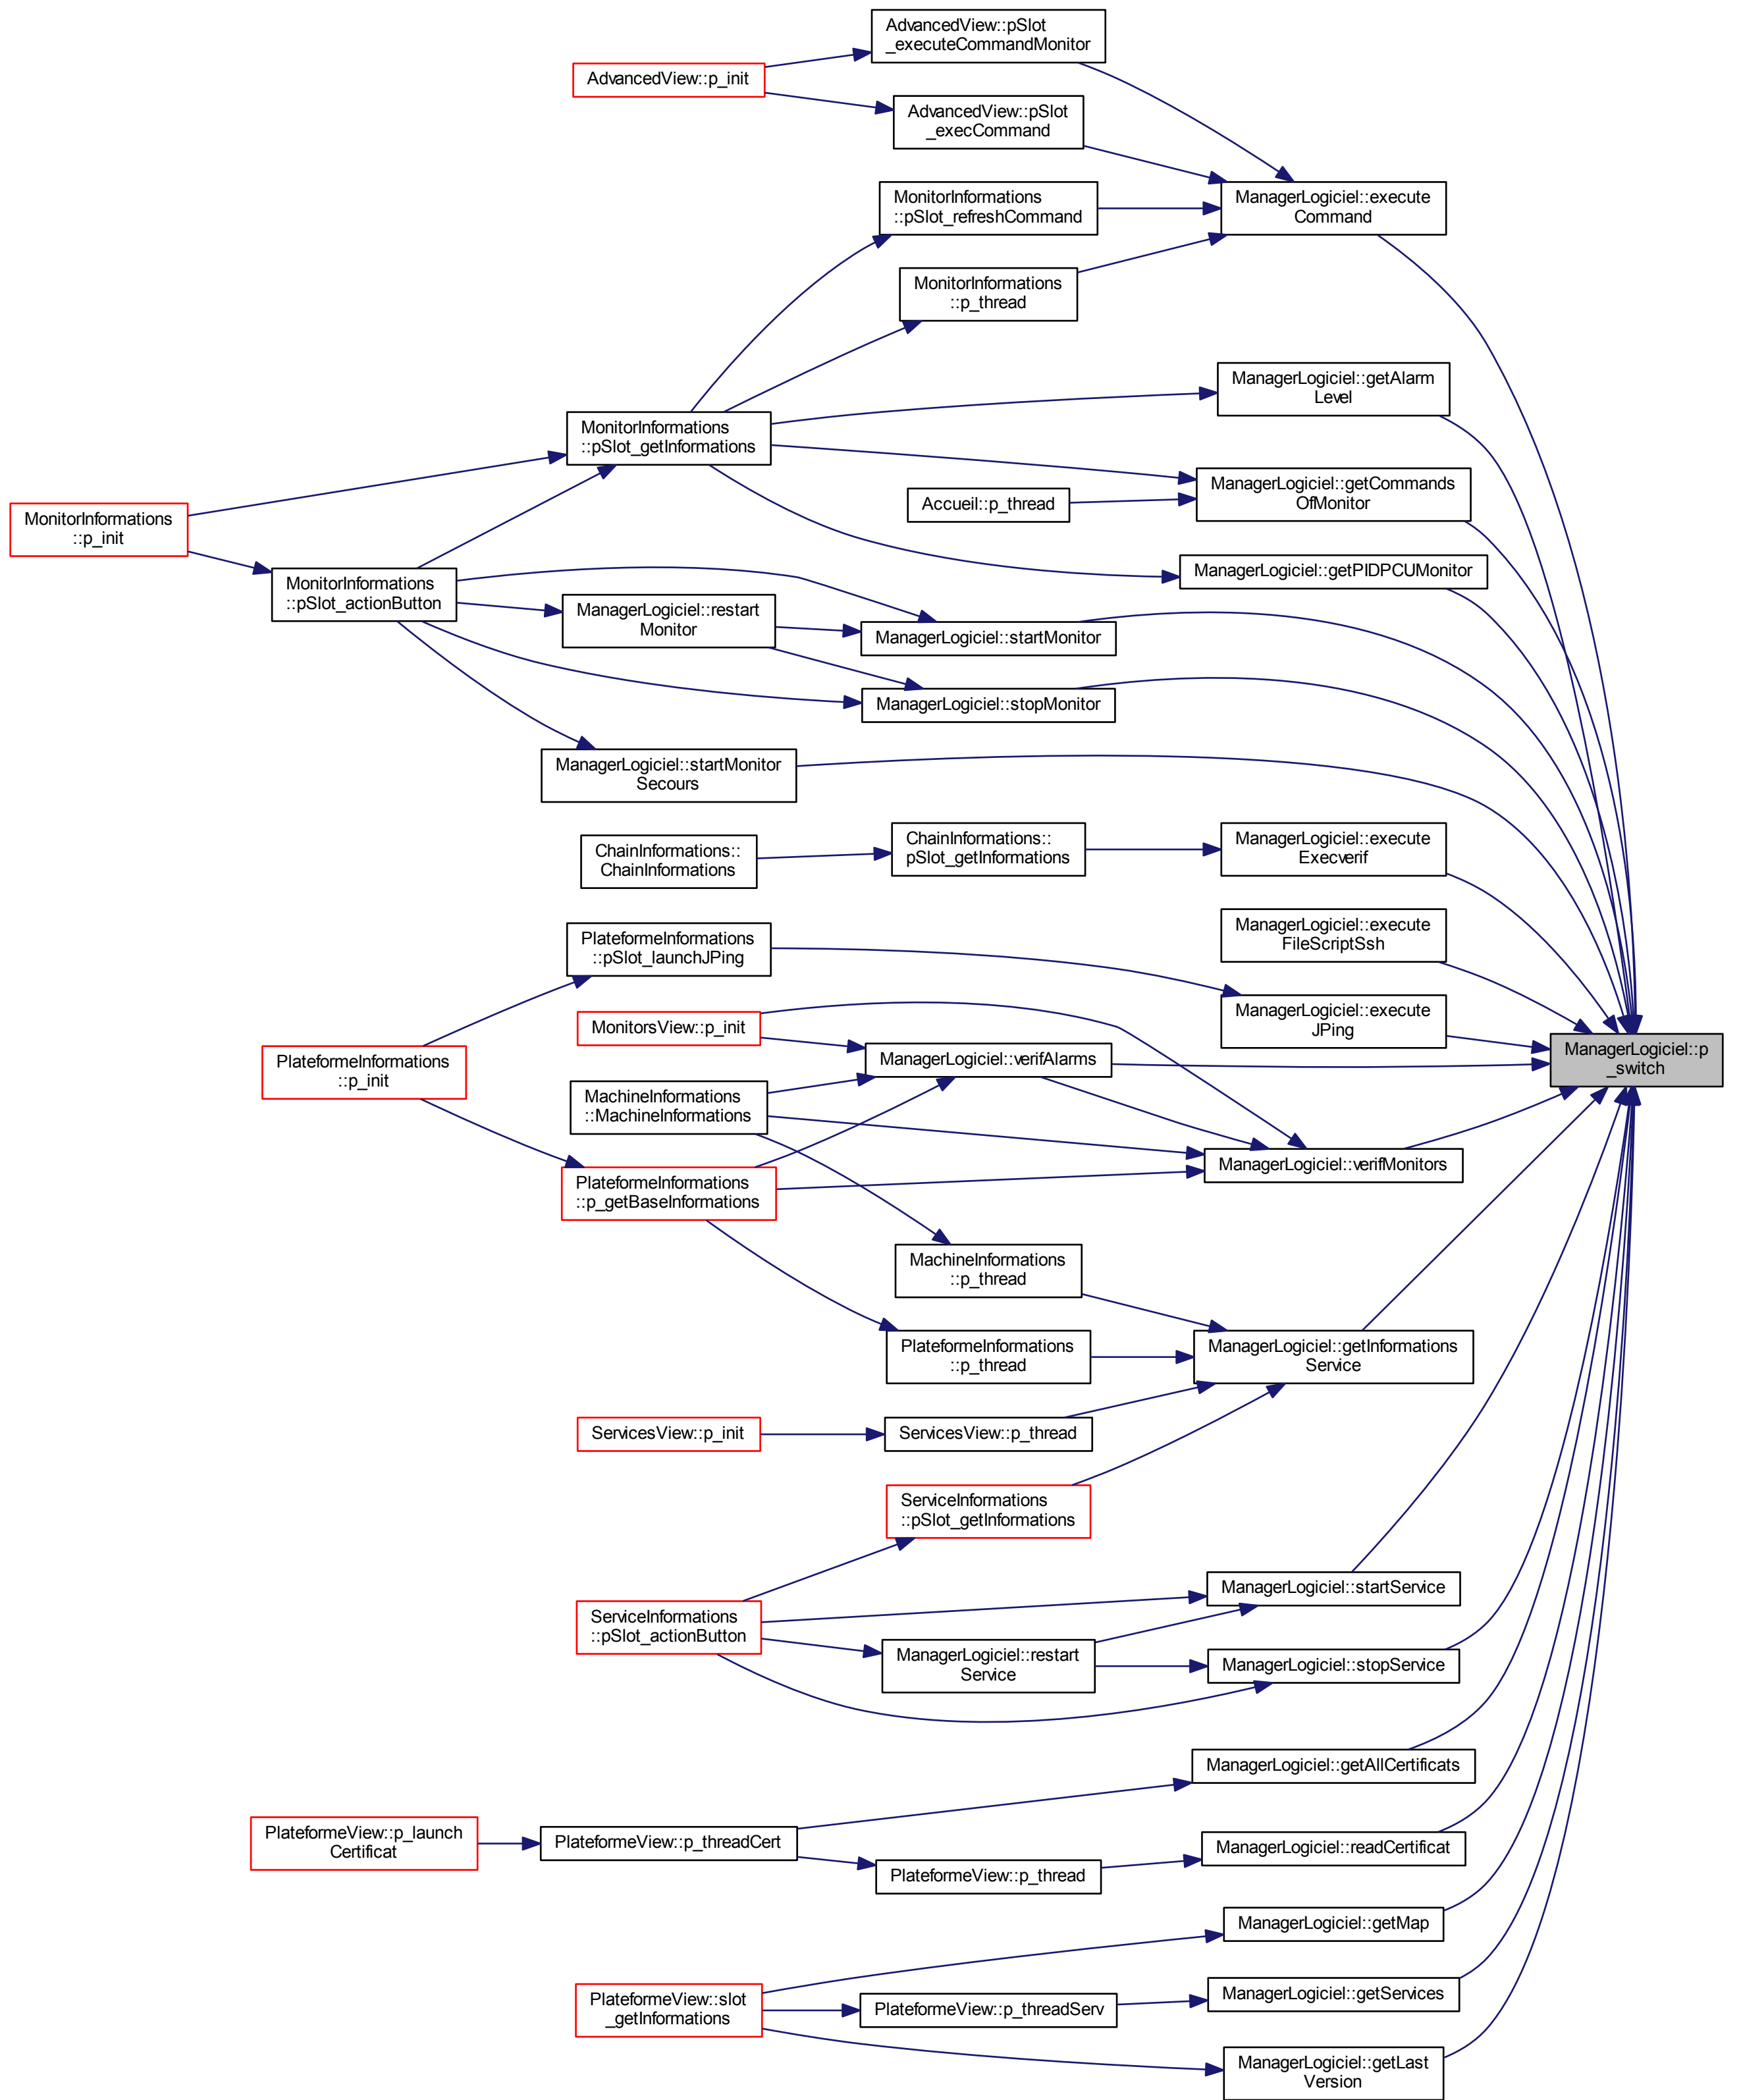 AdvancedView::pSlot
_executeCommandMonitor
AdvancedView::p_init
AdvancedView::pSlot
_execCommand
MonitorInformations
::pSlot_refreshCommand
ManagerLogiciel::execute
Command
MonitorInformations
::p_thread
ManagerLogiciel::getAlarm
Level
MonitorInformations
::pSlot_getInformations
ManagerLogiciel::getCommands
OfMonitor
Accueil::p_thread
MonitorInformations
::p_init
ManagerLogiciel::getPIDPCUMonitor
MonitorInformations
::pSlot_actionButton
ManagerLogiciel::restart
Monitor
ManagerLogiciel::startMonitor
ManagerLogiciel::stopMonitor
ManagerLogiciel::startMonitor
Secours
ChainInformations::
ChainInformations
ChainInformations::
pSlot_getInformations
ManagerLogiciel::execute
Execverif
PlateformeInformations
::pSlot_launchJPing
ManagerLogiciel::execute
FileScriptSsh
MonitorsView::p_init
ManagerLogiciel::execute
JPing
ManagerLogiciel::p
_switch
PlateformeInformations
::p_init
ManagerLogiciel::verifAlarms
MachineInformations
::MachineInformations
ManagerLogiciel::verifMonitors
PlateformeInformations
::p_getBaseInformations
MachineInformations
::p_thread
PlateformeInformations
::p_thread
ManagerLogiciel::getInformations
Service
ServicesView::p_init
ServicesView::p_thread
ServiceInformations
::pSlot_getInformations
ManagerLogiciel::startService
ServiceInformations
::pSlot_actionButton
ManagerLogiciel::restart
Service
ManagerLogiciel::stopService
ManagerLogiciel::getAllCertificats
PlateformeView::p_launch
Certificat
PlateformeView::p_threadCert
ManagerLogiciel::readCertificat
PlateformeView::p_thread
ManagerLogiciel::getMap
PlateformeView::slot
_getInformations
PlateformeView::p_threadServ
ManagerLogiciel::getServices
ManagerLogiciel::getLast
Version